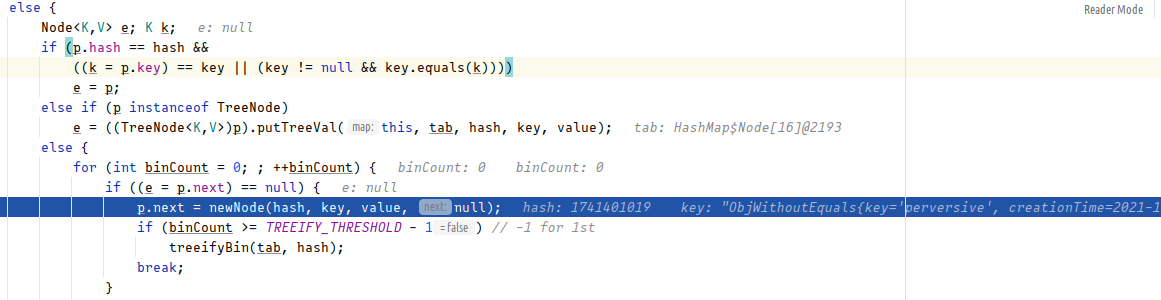 else {
Reader Mode
Node<K,V> e; K k;   e: null
if (p.hash == hash &&
((k = p.key) == key || (key != null && key.equals(k))))
e = p;
else if (p instanceof TreeNode)
e = ((TreeNode<K,V>)p).putTreeVal( map: this, tab, hash, key, value);   tab: HashMap$Node[16]@2193
else {
for (int binCount = 0; ; ++binCount) {   binCount: 0    binCount: 0
if ((e = p.next) == null) {   e: null
p.next = newNode(hash, key, value,  next: null);   hash: 1741401019    key: "ObjWithoutEquals{key='perversive', creationTime=2021-1
if (binCount >= TREEIFY_THRESHOLD - 1 = false ) // -1 for 1st
treeifyBin(tab, hash);
break;
}